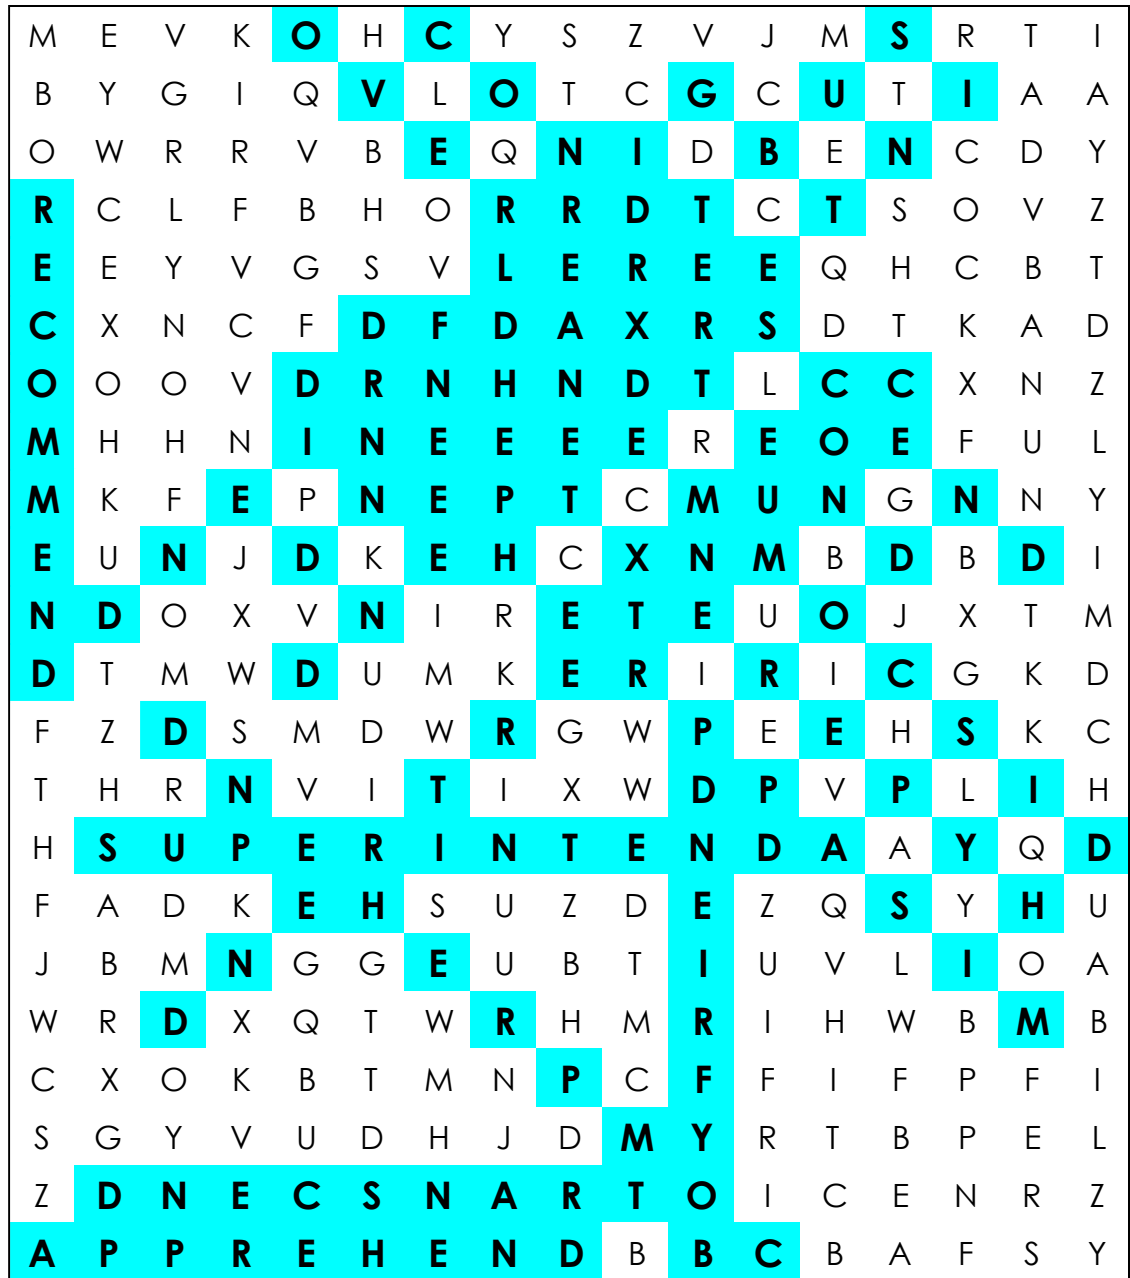 M E V K O H C Y S Z V J M S R T I
B Y G I Q V L O T C G C U T I A A
O W R R V B E Q N I D B E N C D Y
R C L F B H O R R D T C T S O V Z
E E Y V G S V L E R E E Q H C B T
C X N C F D F D A X R S D T K A D
O O O V D R N H N D T L C C X N Z
M H H N I N E E E E R E O E F U L
M K F E P N E P T C M U N G N N Y
E U N J D K E H C X N M B D B D I
N D O X V N I R E T E U O J X T M
D T M W D U M K E R I R I C G K D
F Z D S M D W R G W P E E H S K C
T H R N V I T I X W D P V P L I H
H S U P E R I N T E N D A A Y Q D
F A D K E H S U Z D E Z Q S Y H U
J B M N G G E U B T I U V L I O A
W R D X Q T W R H M R I H W B M B
C X O K B T M N P C F F I F P F I
S G Y V U D H J D M Y R T B P E L
Z D N E C S N A R T O I C E N R Z
A P P R E H E N D B B C B A F S Y